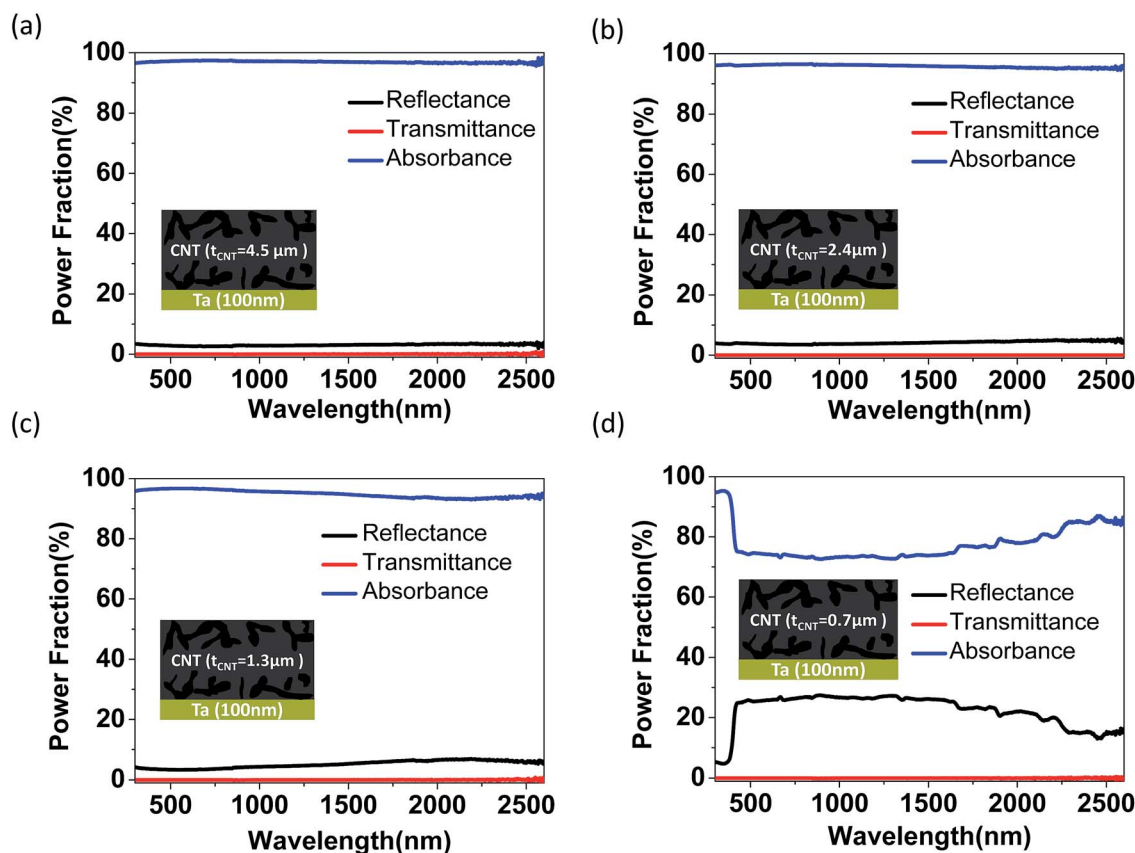 (a)
100
80
60
40
20
0
Power Fraction(%)
Reflectance
Transmittance
Absorbance
CNT (tCNT=4.5 μm )
Ta (100nm)
500 1000 1500 2000 2500
Wavelength(nm)
(b)
100
80
60
40
20
0
Power Fraction(%)
Reflectance
Transmittance
Absorbance
CNT (tCNT=2.4μm )
Ta (100nm)
500 1000 1500 2000 2500
Wavelength(nm)
(c)
100
80
60
40
20
0
Power Fraction(%)
Reflectance
Transmittance
Absorbance
CNT (tCNT=1.3μm )
Ta (100nm)
500 1000 1500 2000 2500
Wavelength(nm)
(d)
100
80
60
40
20
0
Power Fraction(%)
CNT (tCNT=0.7μm )
Ta (100nm)
Reflectance
Transmittance
Absorbance
500 1000 1500 2000 2500
Wavelength(nm)